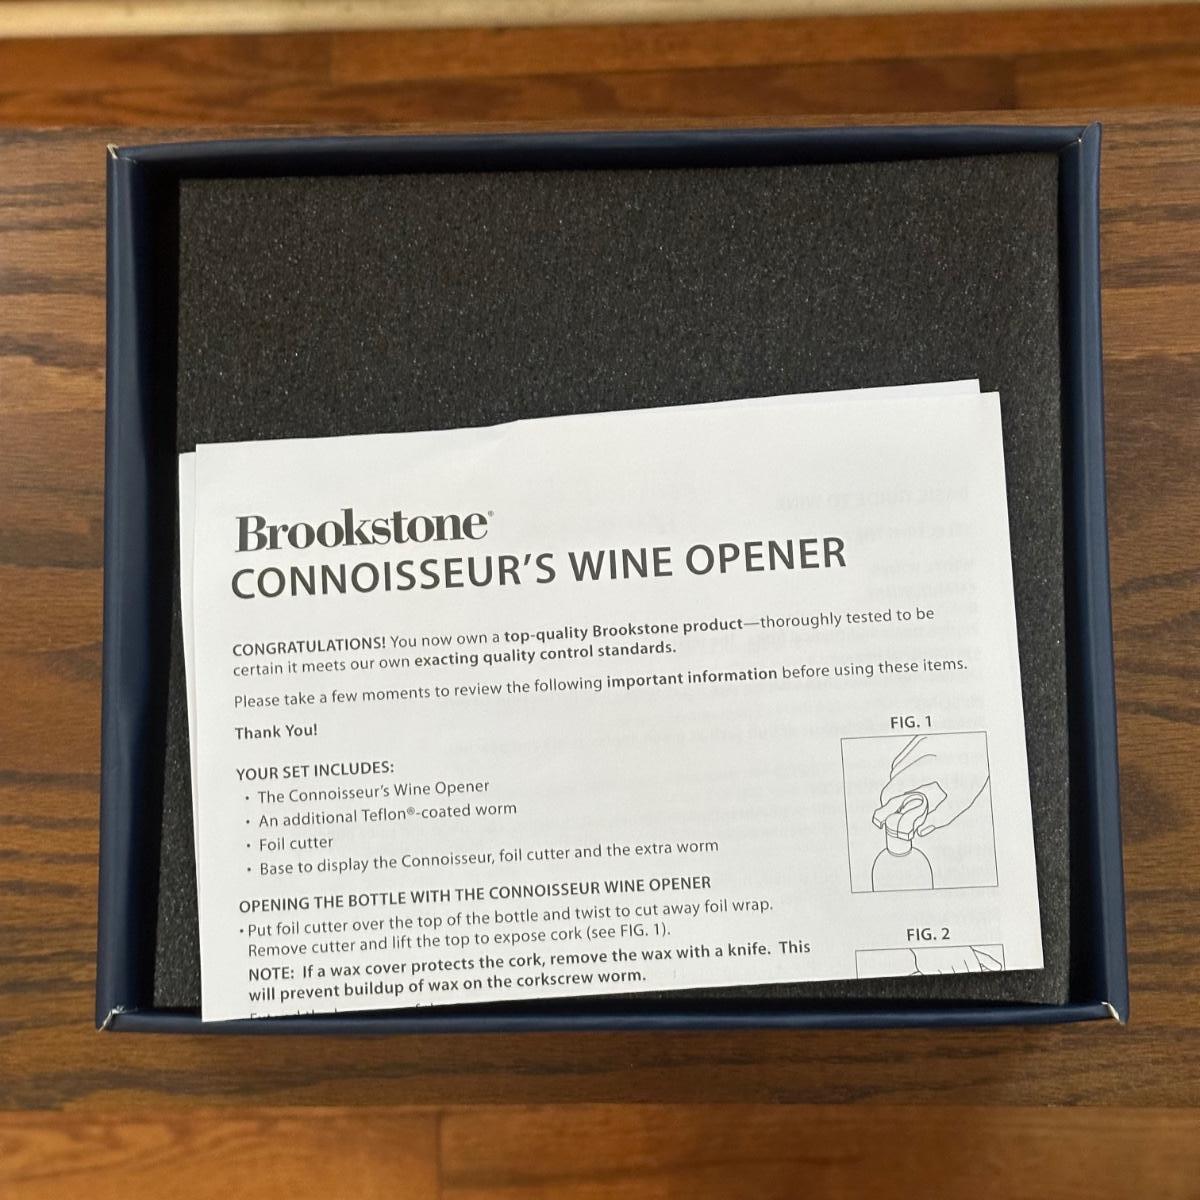 Brookstone®
CONNOISSEUR'S WINE OPENER
CONGRATULATIONS! You now own a top-quality Brookstone product—thoroughly tested to be
certain it meets our own exacting quality control standards.
Please take a few moments to review the following important information before using these items.
Thank You!
YOUR SET INCLUDES:
• The Connoisseur's Wine Opener
• An additional Teflon®-coated worm
• Foil cutter
• Base to display the Connoisseur, foil cutter and the extra worm
FIG. 1
OPENING THE BOTTLE WITH THE CONNOISSEUR WINE OPENER
• Put foil cutter over the top of the bottle and twist to cut away foil wrap.
Remove cutter and lift the top to expose cork (see FIG. 1).
NOTE: If a wax cover protects the cork, remove the wax with a knife. This
will prevent buildup of wax on the corkscrew worm.
FIG. 2